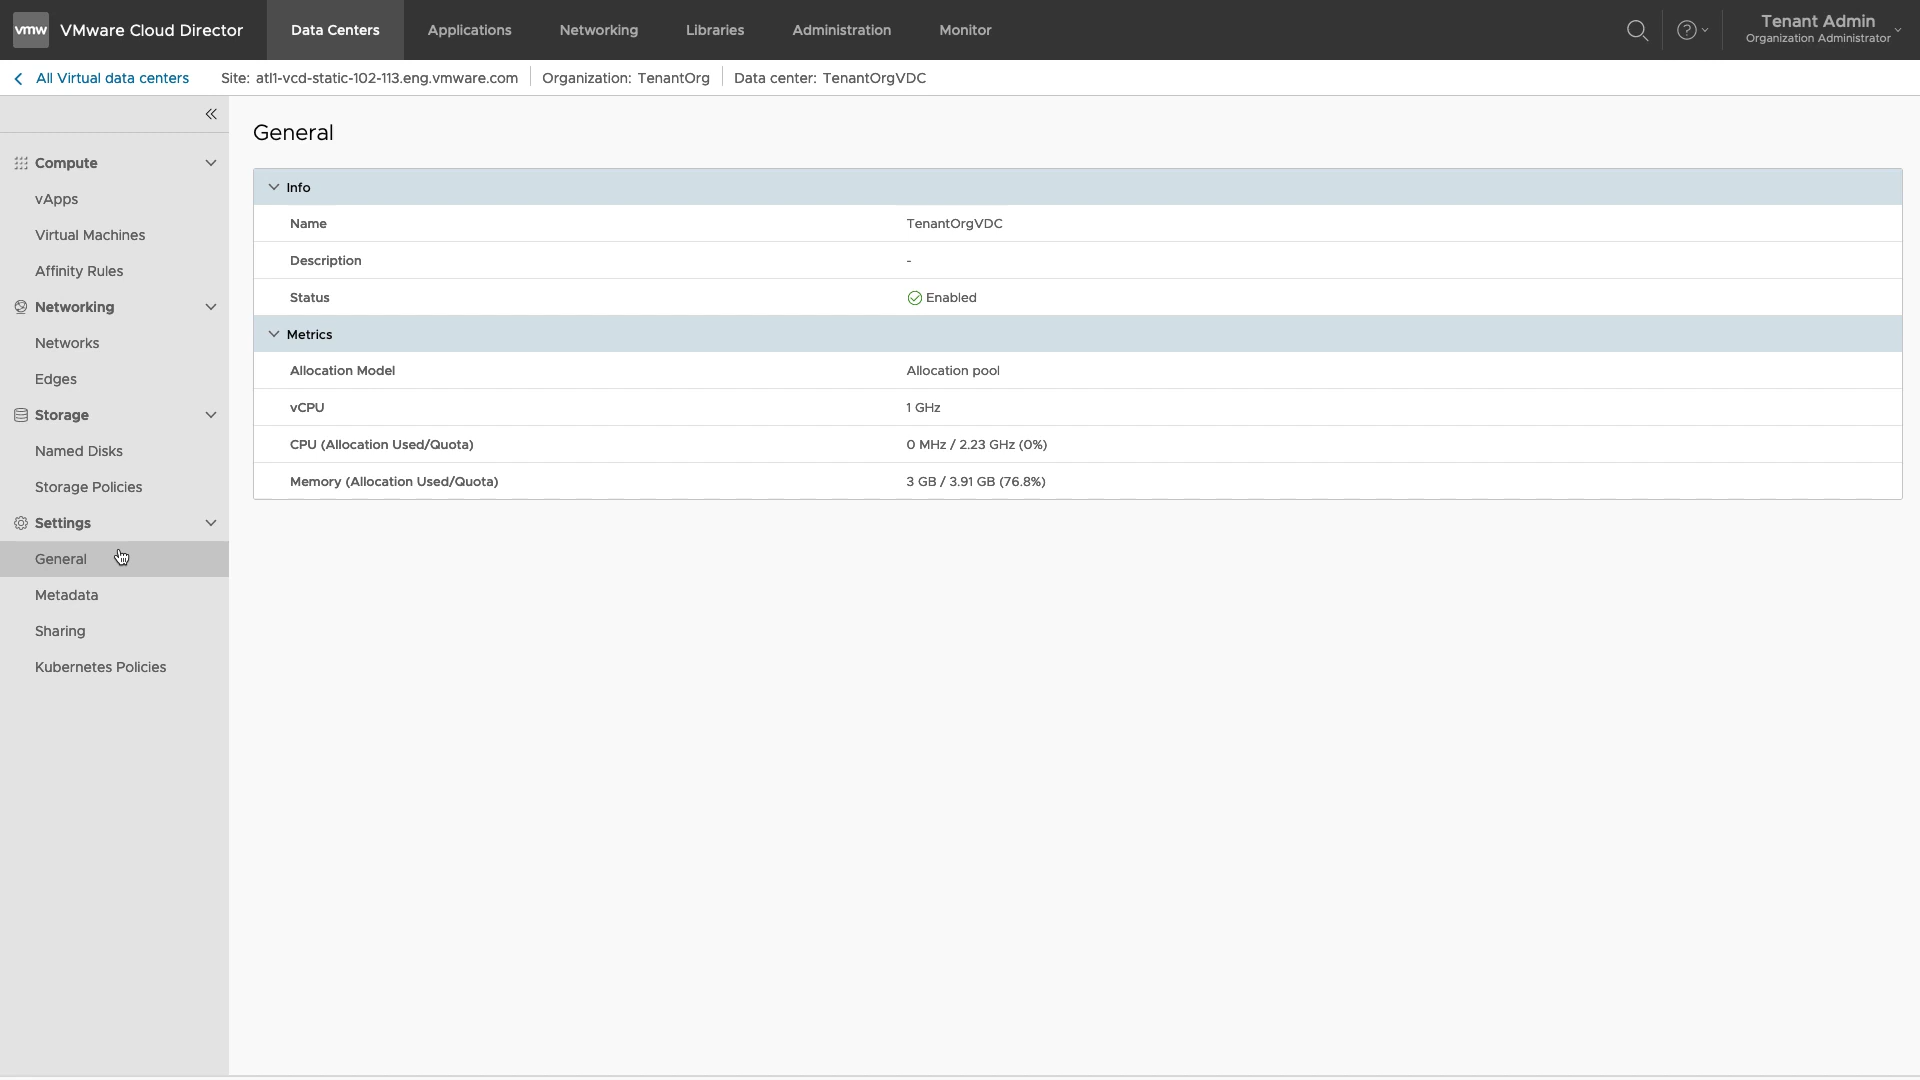 vmw VMware Cloud Director Data Centers Applications Networking Libraries Administration Monitor ? Tenant Admin
Organization Administrator
All Virtual data centers Site: atl1-vcd-static-102-113.eng.vmware.com Organization: TenantOrg Data center: TenantOrgVDC
Compute
vApps
Virtual Machines
Affinity Rules
Networking
Networks
Edges
Storage
Named Disks
Storage Policies
Settings
General
Metadata
Sharing
Kubernetes Policies
General
Info
Name TenantOrgVDC
Description -
Status Enabled
Metrics
Allocation Model Allocation pool
vCPU 1 GHz
CPU (Allocation Used/Quota) 0 MHz / 2.23 GHz (0%)
Memory (Allocation Used/Quota) 3 GB / 3.91 GB (76.8%)